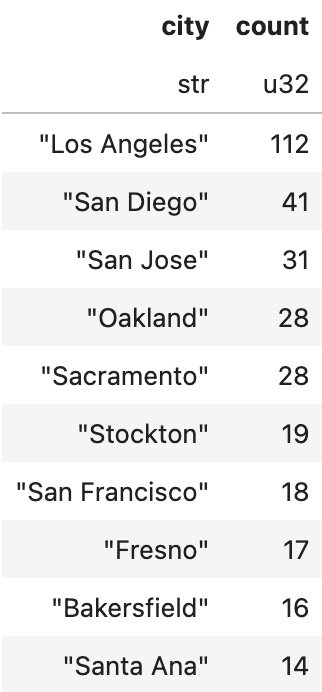 city count
str u32
"Los Angeles" 112
"San Diego" 41
"San Jose" 31
"Oakland" 28
"Sacramento" 28
"Stockton" 19
"San Francisco" 18
"Fresno" 17
"Bakersfield" 16
"Santa Ana" 14